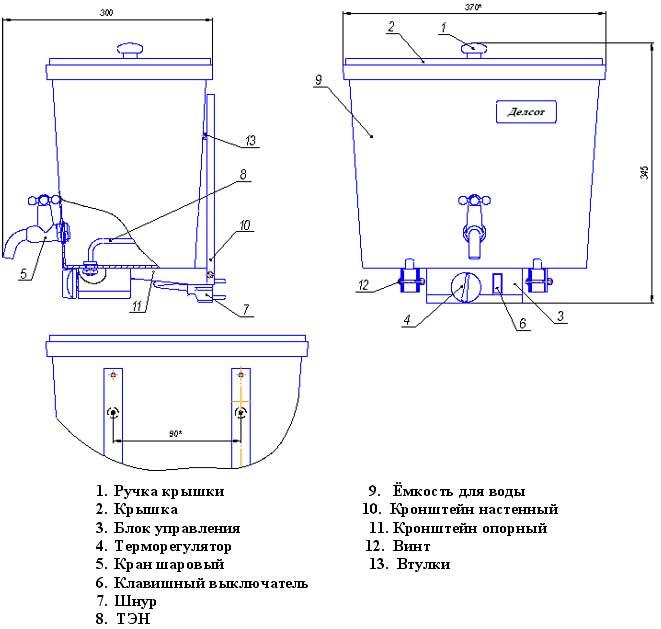 300
370*
2
1
9
Делсот
13
8
345
10
5
12
11
7
4
6
3
90*
1. Ручка крышки
2. Крышка
3. Блок управления
4. Терморегулятор
5. Кран шаровый
6. Клавишный выключатель
7. Шнур
8. ТЭН
9. Ёмкость для воды
10. Кронштейн настенный
11. Кронштейн опорный
12. Винт
13. Втулки